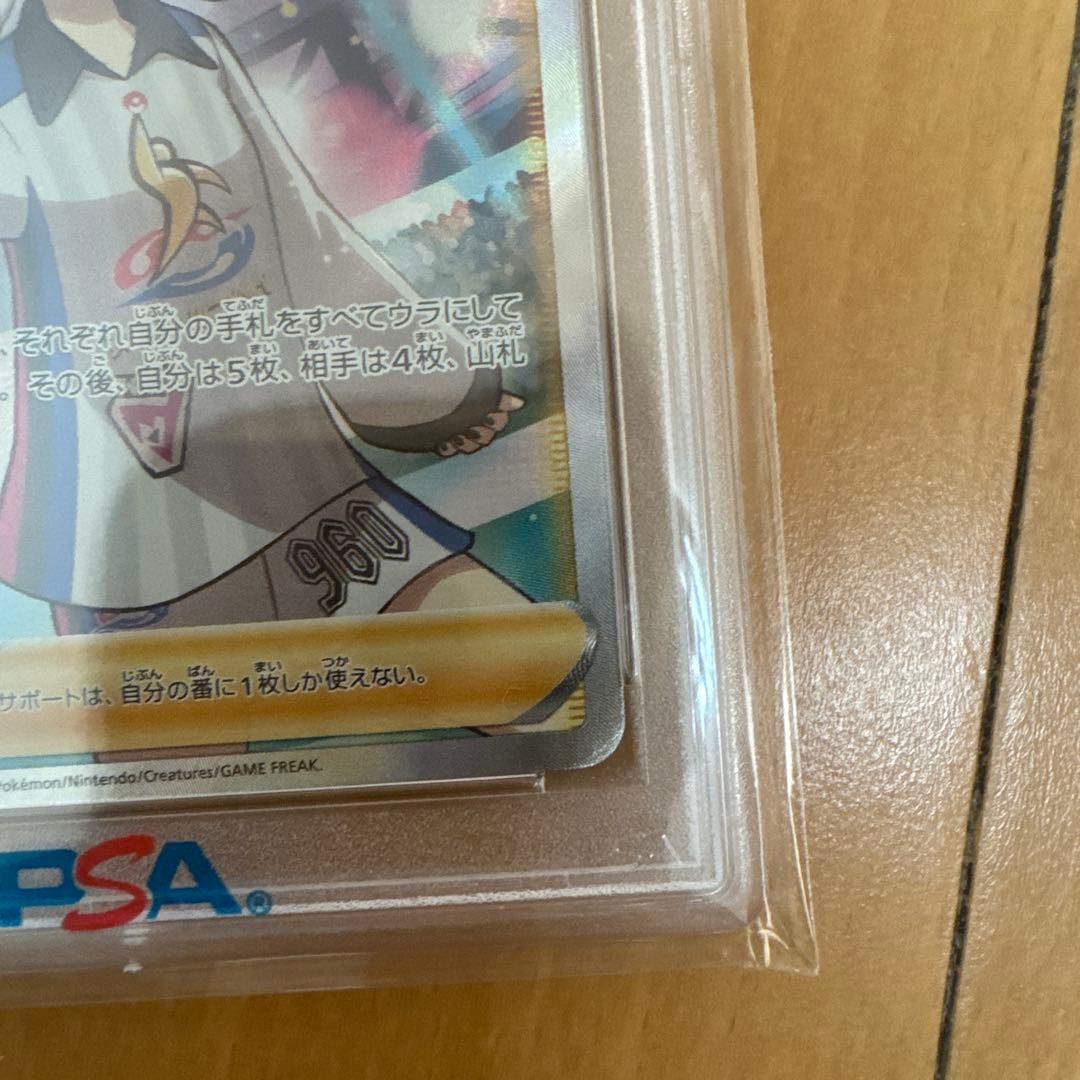 、それぞれ自分の手札をすべてウラにして
。その後、自分は5枚、相手は4枚、山札
960
サポートは、自分の番に1枚しか使えない。
Pokémon/Nintendo/Creatures/GAME FREAK.
PSA®